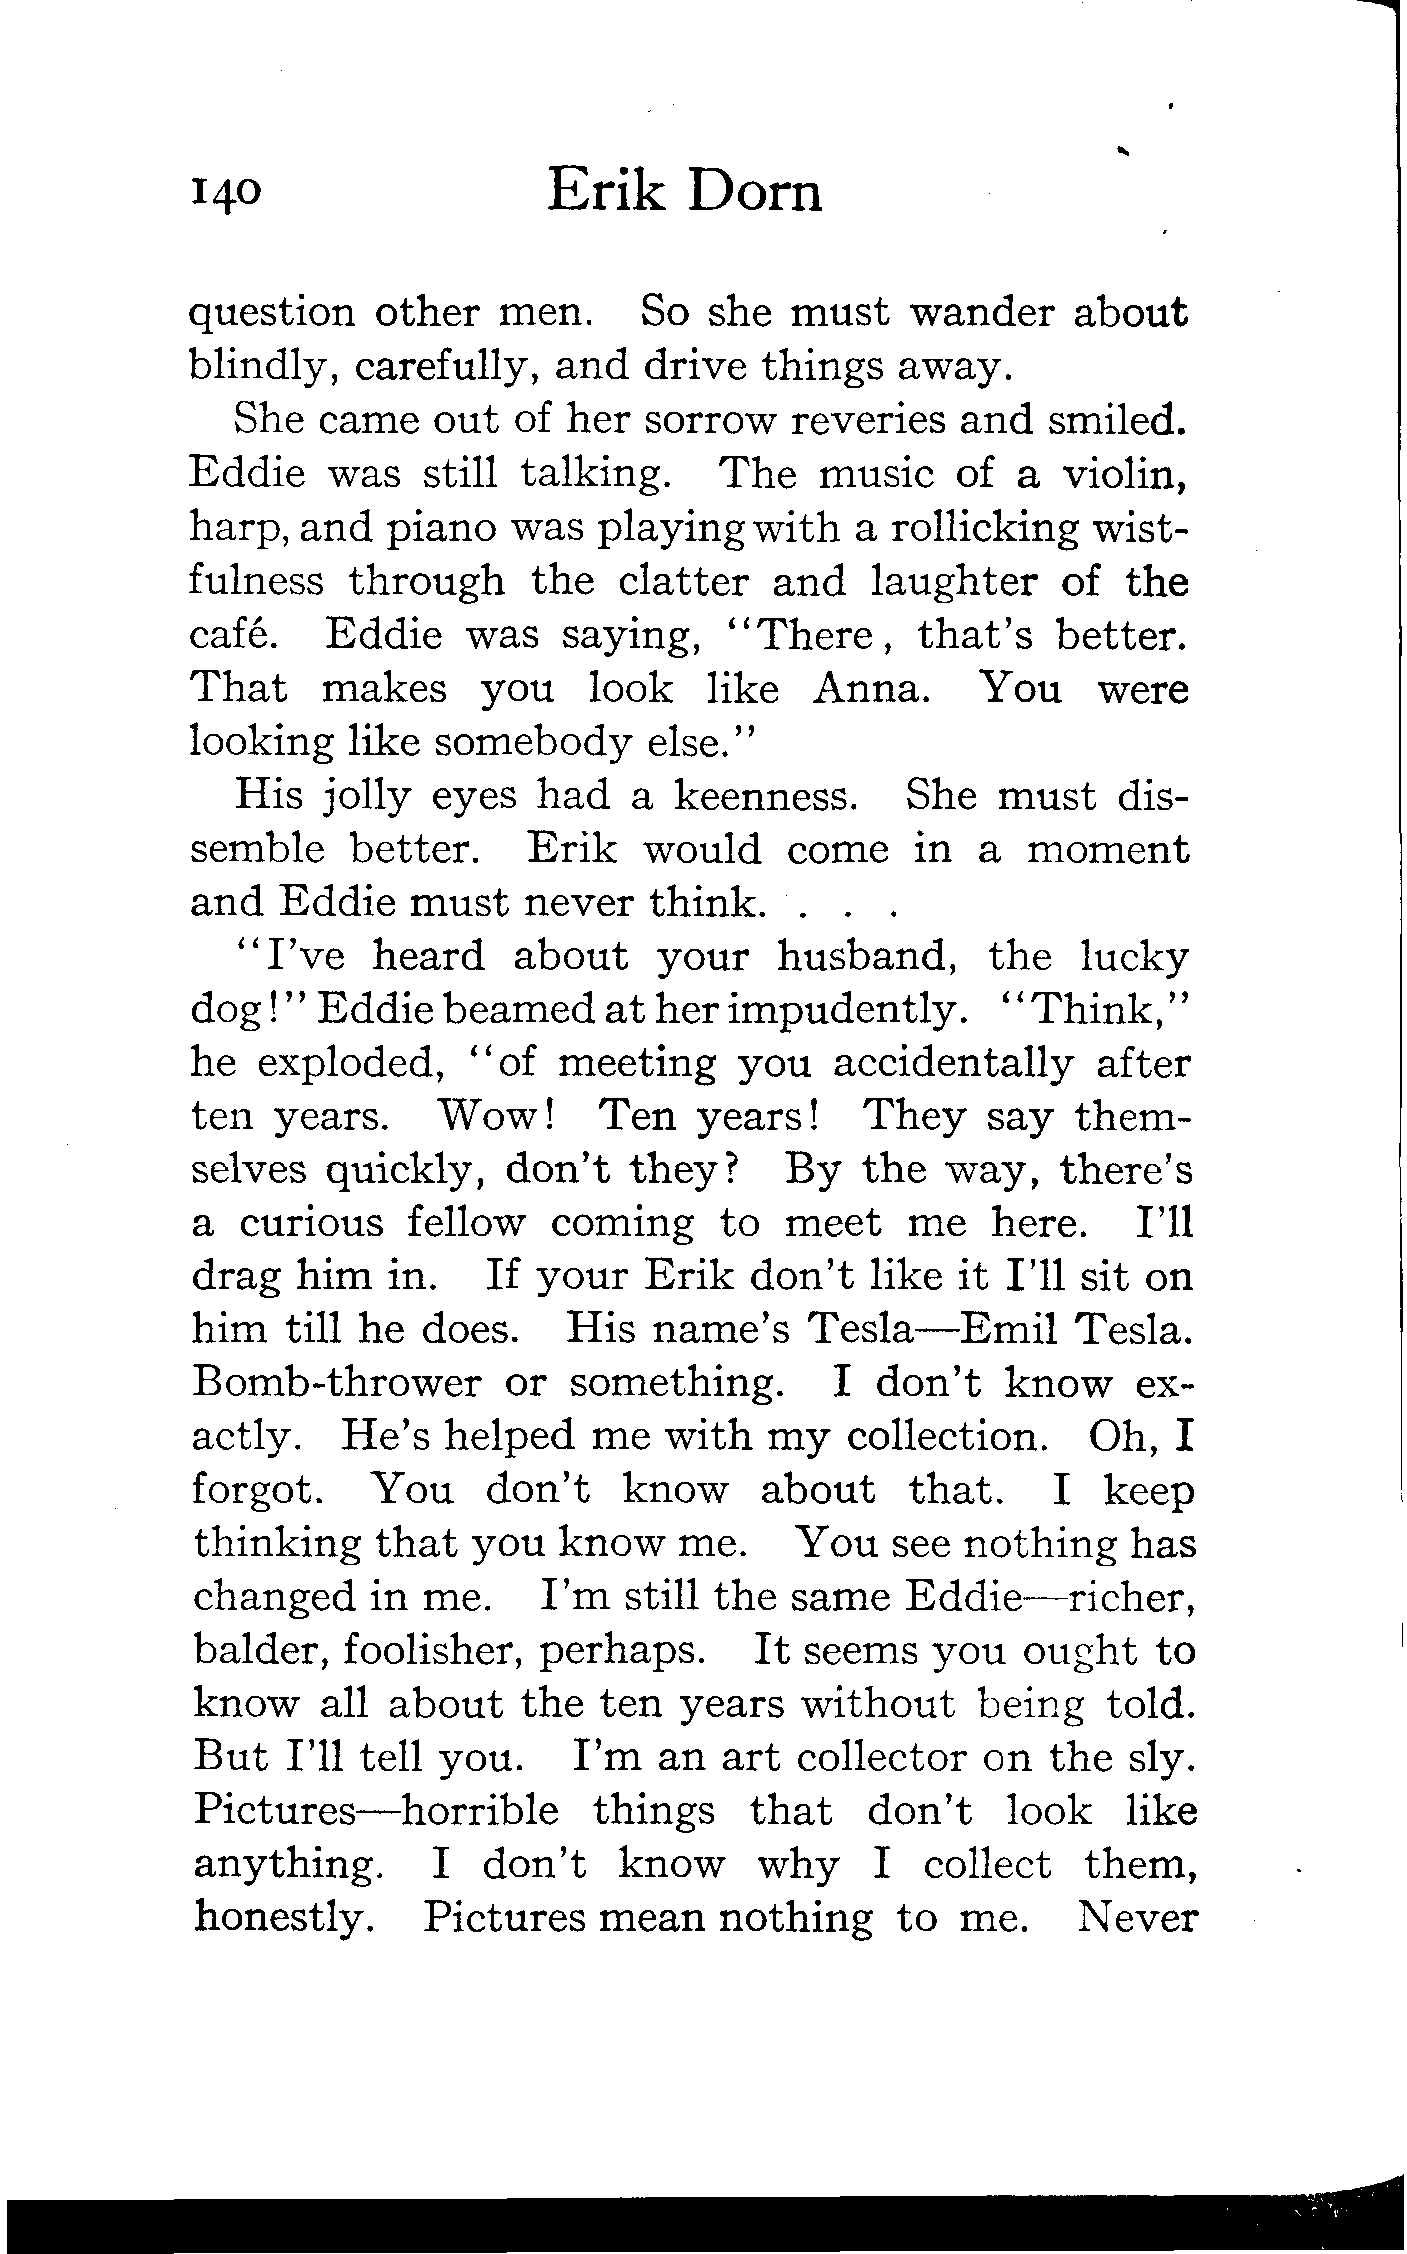 140 Erik Dorn
question other men. So she must wander about
blindly, carefully, and drive things away.
She came out of her sorrow reveries and smiled.
Eddie was still talking. The music of a violin,
harp, and piano was playing with a rollicking wist-
fulness through the clatter and laughter of the
café. Eddie was saying, "There, that's better.
That makes you look like Anna. You were
looking like somebody else."
His jolly eyes had a keenness. She must dis-
semble better. Erik would come in a moment
and Eddie must never think. . . .
"I've heard about your husband, the lucky
dog!" Eddie beamed at her impudently. "Think,"
he exploded, "of meeting you accidentally after
ten years. Wow! Ten years! They say them-
selves quickly, don't they? By the way, there's
a curious fellow coming to meet me here. I'll
drag him in. If your Erik don't like it I'll sit on
him till he does. His name's Tesla—Emil Tesla.
Bomb-thrower or something. I don't know ex-
actly. He's helped me with my collection. Oh, I
forgot. You don't know about that. I keep
thinking that you know me. You see nothing has
changed in me. I'm still the same Eddie—richer,
balder, foolisher, perhaps. It seems you ought to
know all about the ten years without being told.
But I'll tell you. I'm an art collector on the sly.
Pictures—horrible things that don't look like
anything. I don't know why I collect them,
honestly. Pictures mean nothing to me. Never